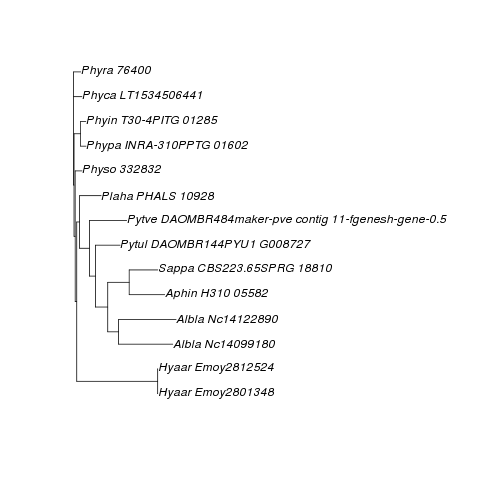 Phyra 76400
Phyca LT1534506441
Phyin T30-4PITG 01285
Phypa INRA-310PPTG 01602
Physo 332832
Plaha PHALS 10928
Pytve DAOMBR484maker-pve contig 11-fgenesh-gene-0.5
Pytul DAOMBR144PYU1 G008727
Sappa CBS223.65SPRG 18810
Aphin H310 05582
Albla Nc14122890
Albla Nc14099180
Hyaar Emoy2812524
Hyaar Emoy2801348